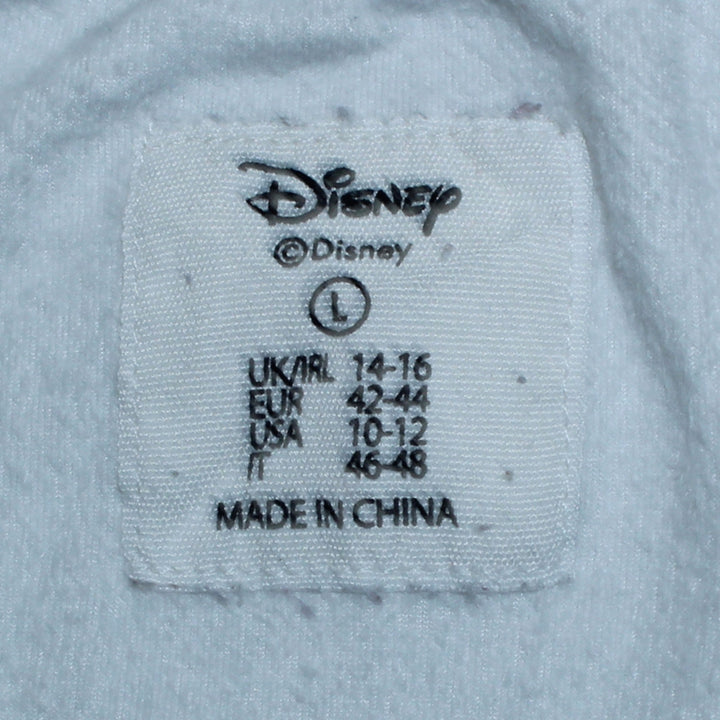 Disney
©Disney
L
UK/IRL 14-16
EUR 42-44
USA 10-12
IT 46-48
MADE IN CHINA